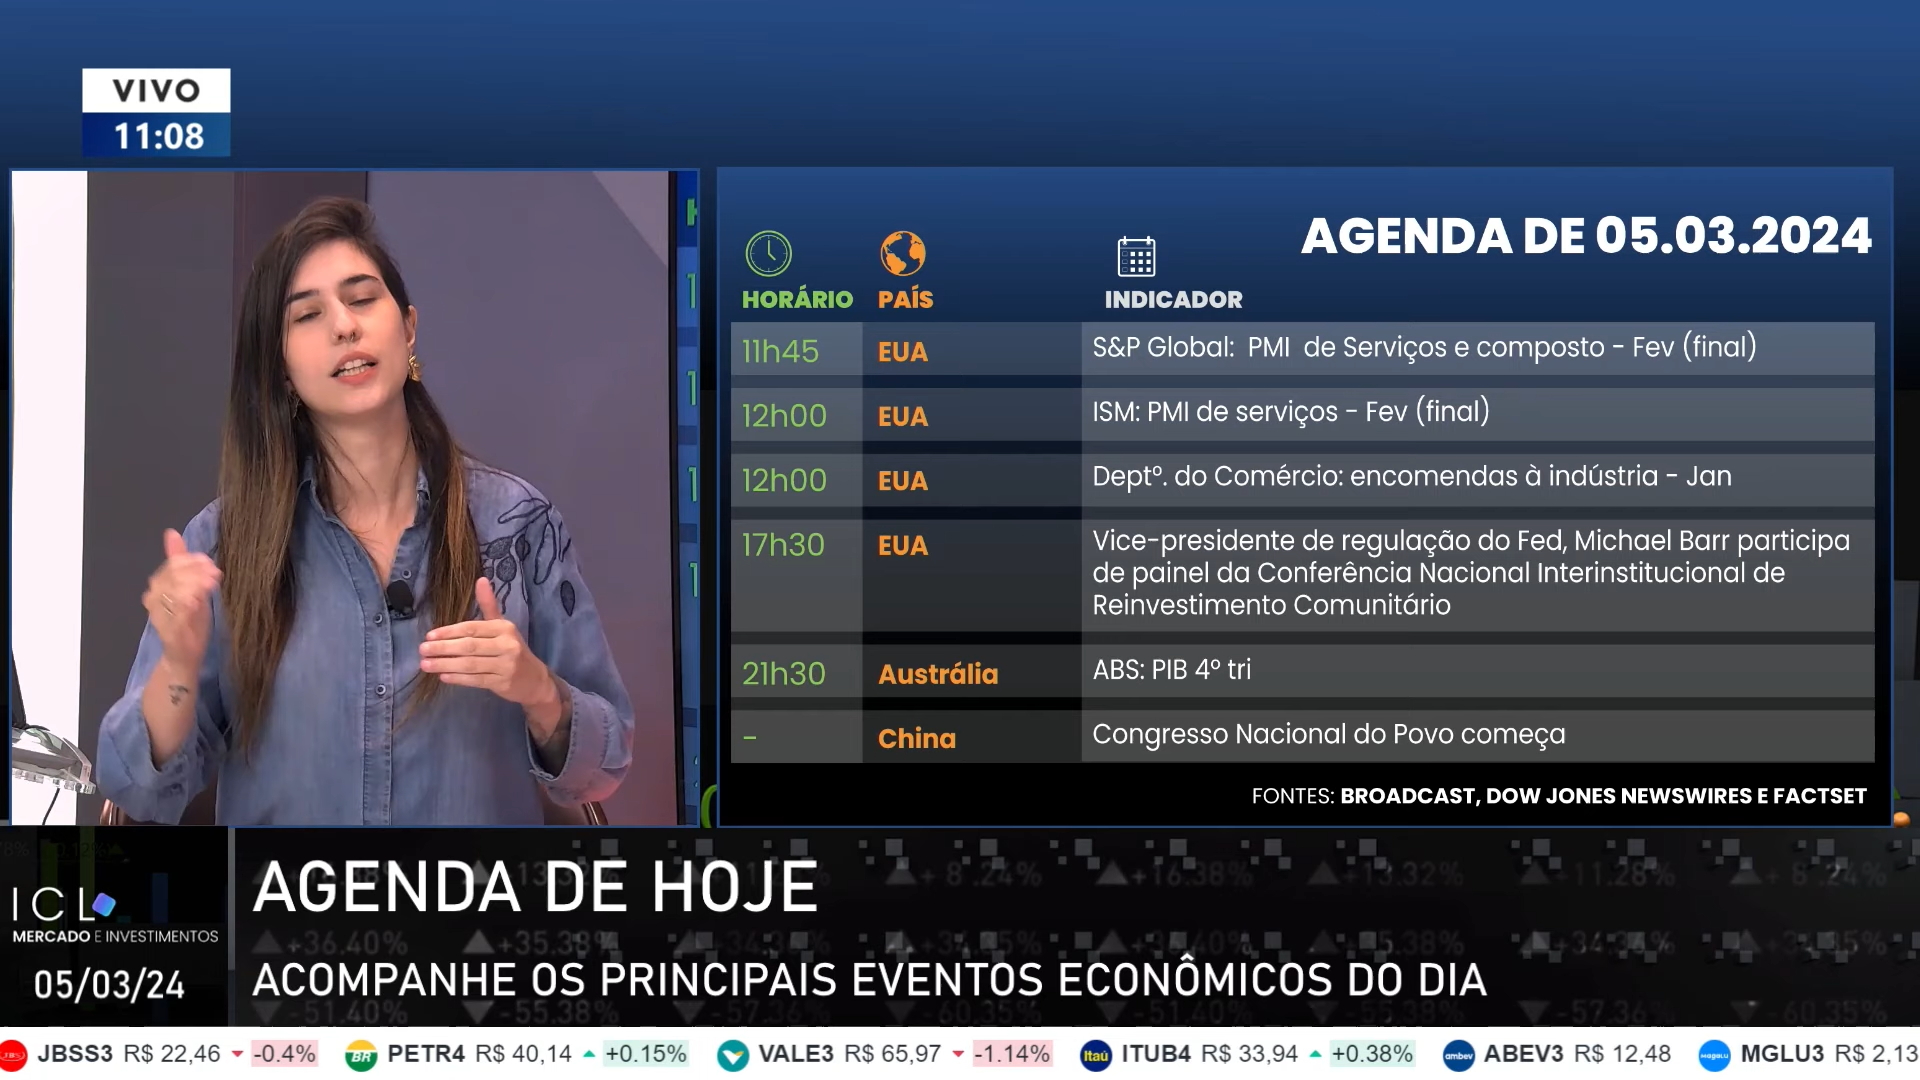 VIVO
11:08
AGENDA DE 05.03.2024
HORÁRIO PAÍS INDICADOR
11h45 EUA S&P Global: PMI de Serviços e composto - Fev (final)
12h00 EUA ISM: PMI de serviços - Fev (final)
12h00 EUA Deptº. do Comércio: encomendas à indústria - Jan
17h30 EUA Vice-presidente de regulação do Fed, Michael Barr participa
de painel da Conferência Nacional Interinstitucional de
Reinvestimento Comunitário
21h30 Austrália ABS: PIB 4º tri
- China Congresso Nacional do Povo começa
FONTES: BROADCAST, DOW JONES NEWSWIRES E FACTSET
ICL
MERCADO E INVESTIMENTOS
05/03/24
AGENDA DE HOJE
ACOMPANHE OS PRINCIPAIS EVENTOS ECONÔMICOS DO DIA
JBSS3 R$ 22,46 -0.4% BR PETR4 R$ 40,14 +0.15% VALE3 R$ 65,97 -1.14% Itaú ITUB4 R$ 33,94 +0.38% ambev ABEV3 R$ 12,48 MGLU3 R$ 2,13